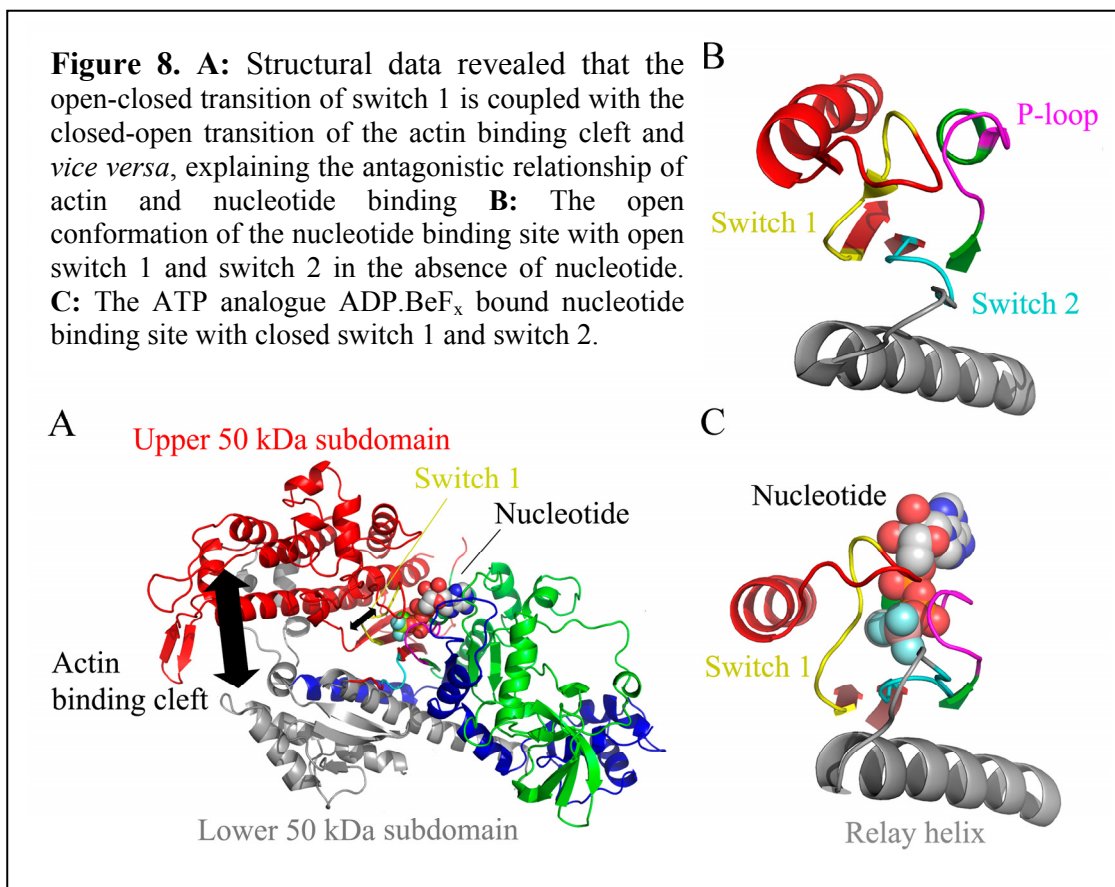 Figure 8. A: Structural data revealed that the
open-closed transition of switch 1 is coupled with the
closed-open transition of the actin binding cleft and
vice versa, explaining the antagonistic relationship of
actin and nucleotide binding B: The open
conformation of the nucleotide binding site with open
switch 1 and switch 2 in the absence of nucleotide.
C: The ATP analogue ADP.BeFx bound nucleotide
binding site with closed switch 1 and switch 2.
B
P-loop
Switch 1
Switch 2
A
Upper 50 kDa subdomain
Switch 1
Nucleotide
Actin
binding cleft
Lower 50 kDa subdomain
C
Nucleotide
Switch 1
Relay helix